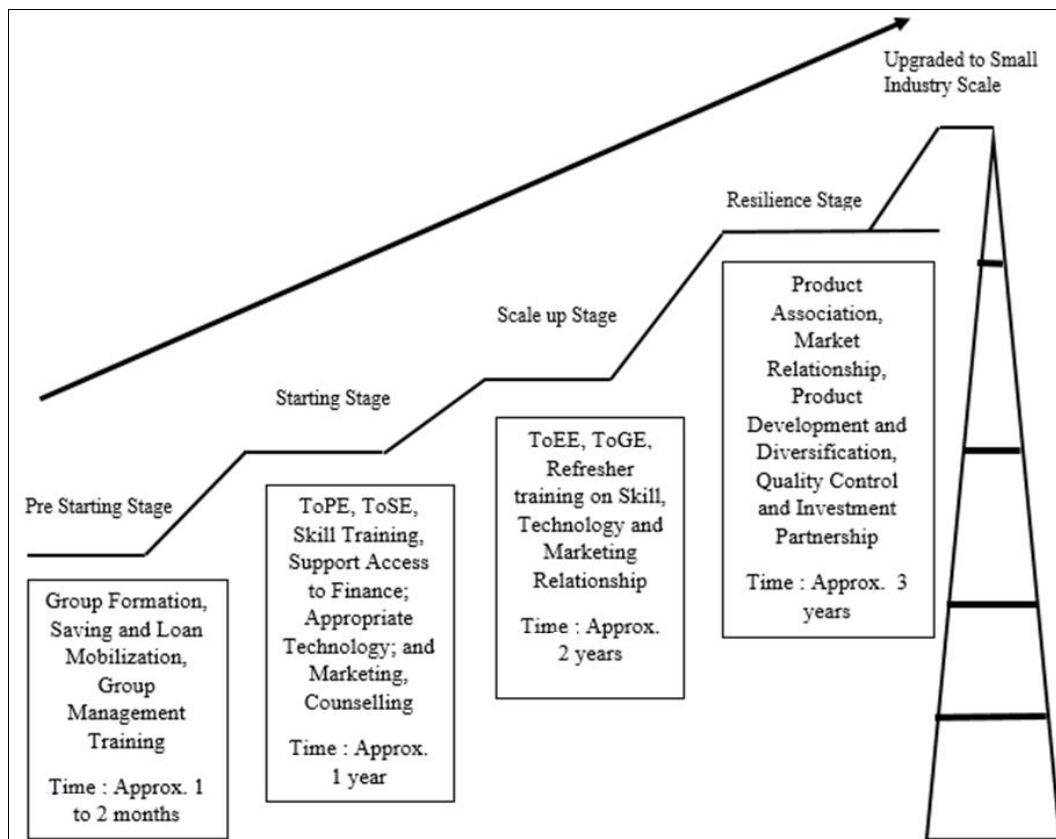 Upgraded to Small
Industry Scale
Resilience Stage
Scale up Stage
Starting Stage
Pre Starting Stage
Group Formation,
Saving and Loan
Mobilization,
Group
Management
Training
Time : Approx. 1
to 2 months
ToPE, ToSE,
Skill Training,
Support Access
to Finance;
Appropriate
Technology; and
Marketing,
Counselling
Time : Approx.
1 year
ToEE, ToGE,
Refresher
training on Skill,
Technology and
Marketing
Relationship
Time : Approx.
2 years
Product
Association,
Market
Relationship,
Product
Development and
Diversification,
Quality Control
and Investment
Partnership
Time : Approx. 3
years